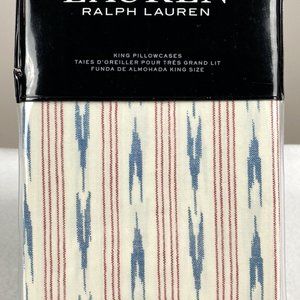 LAUREN
RALPH LAUREN
KING PILLOWCASES
TAIES D'OREILLER POUR TRÈS GRAND LIT
FUNDA DE ALMOHADA KING SIZE